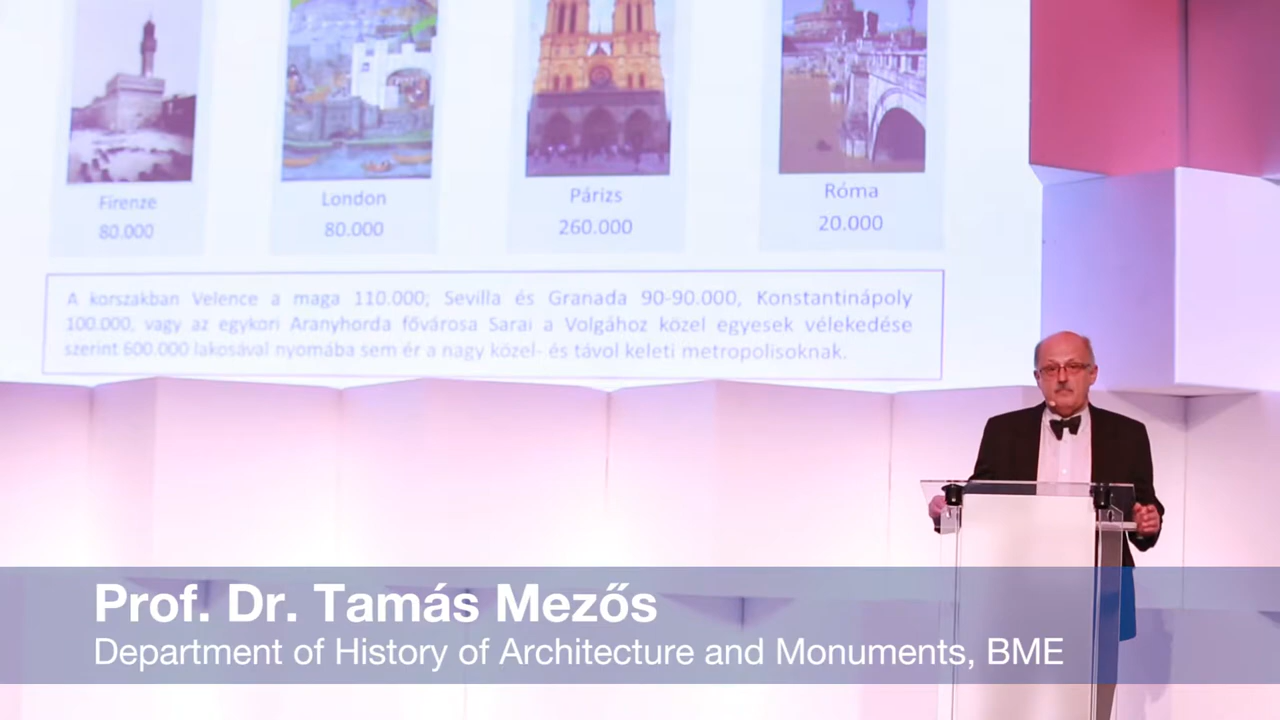 Firenze
80.000
London
80.000
Párizs
260.000
Róma
20.000
A korszakban Velence a maga 110.000; Sevilla és Granada 90-90.000, Konstantinápoly
100.000, vagy az egykori Aranyhorda fővárosa Sarai a Volgához közel egyesek vélekedése
szerint 600.000 lakosával nyomába sem ér a nagy közel- és távol keleti metropolisoknak.
Prof. Dr. Tamás Mezős
Department of History of Architecture and Monuments, BME